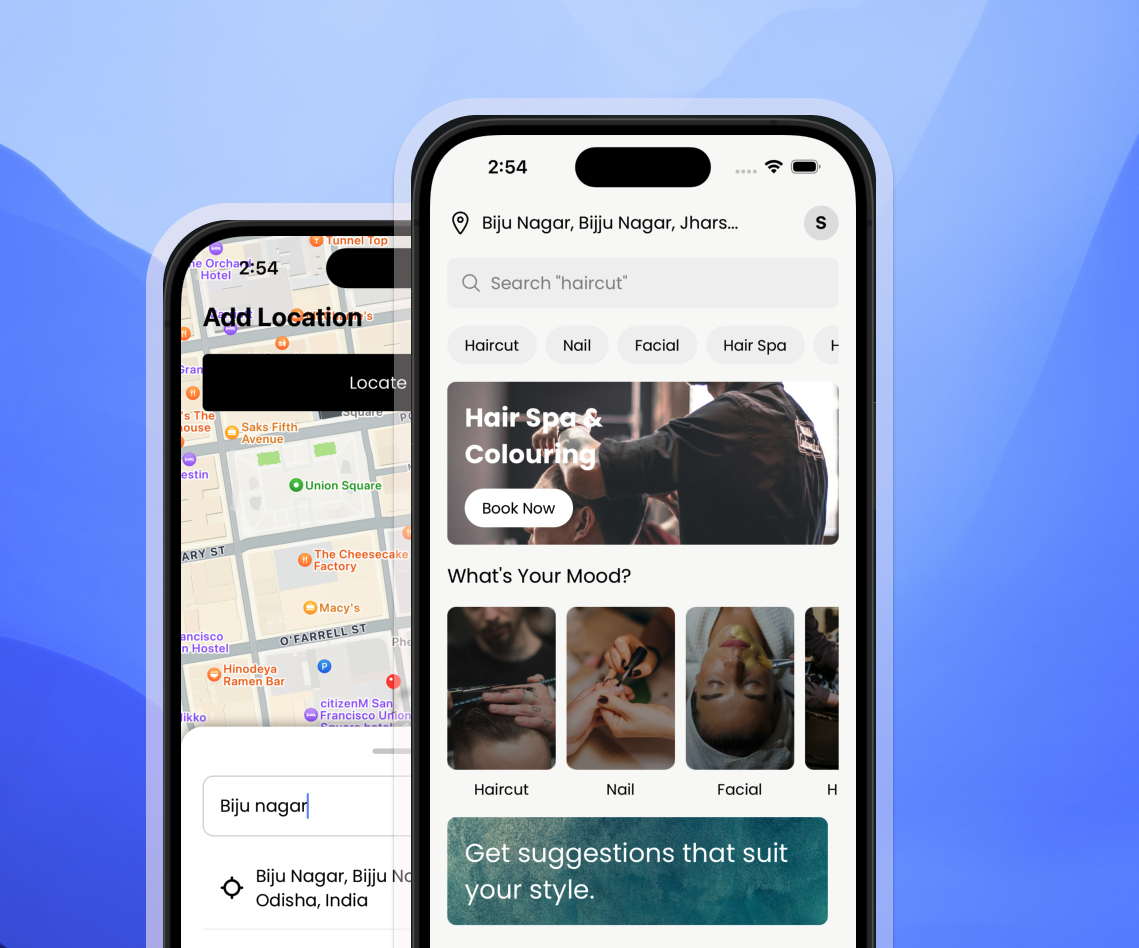 Tunnel Top
ne Orchard
Hotel
2:54
Add Location
Gran
Locate
's The
ouse
Square
Saks Fifth
Avenue
estin
Union Square
ARY ST
The Cheesecake
Factory
Macy's
O'FARRELL ST
ancisco
n Hostel
Phe
Hinodeya
Ramen Bar
P
ikko
citizenM San
Francisco Union
Square hotel
Biju nagar
Biju Nagar, Bijju Na
Odisha, India
2:54
Biju Nagar, Bijju Nagar, Jhars...
S
Search "haircut"
Haircut
Nail
Facial
Hair Spa
H
Hair Spa &
Colouring
Book Now
What's Your Mood?
Haircut
Nail
Facial
H
Get suggestions that suit
your style.